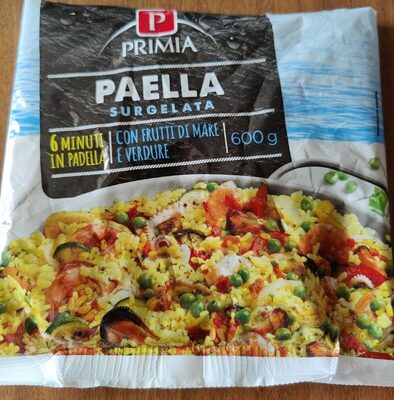 P
PRIMIA
PAELLA
SURGELATA
6 MINUTI
IN PADELLA
CON FRUTTI DI MARE
E VERDURE
600 g